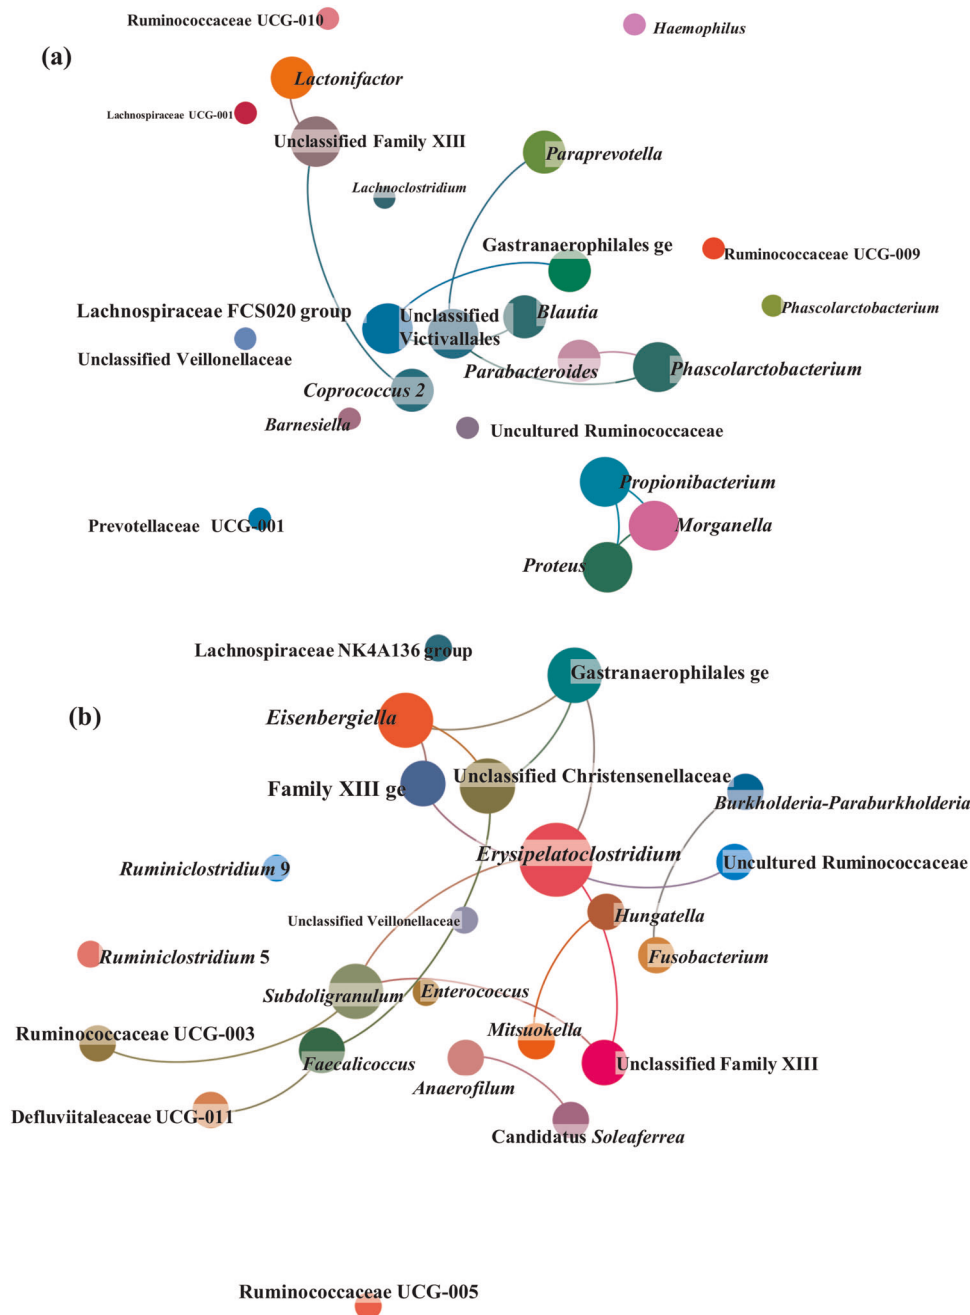 Ruminococcaceae UCG-010
Haemophilus
(a)
Lactonifactor
Lachnospiraceae UCG-001
Unclassified Family XIII
Paraprevotella
Lachnoclostridium
Gastranaerophilales ge
Ruminococcaceae UCG-009
Lachnospiraceae FCS020 group
Unclassified
Victivallales
Blautia
Phascolarctobacterium
Unclassified Veillonellaceae
Parabacteroides
Phascolarctobacterium
Coprococcus 2
Barnesiella
Uncultured Ruminococcaceae
Propionibacterium
Prevotellaceae UCG-001
Morganella
Proteus
Lachnospiraceae NK4A136 group
Gastranaerophilales ge
(b)
Eisenbergiella
Unclassified Christensenellaceae
Family XIII ge
Burkholderia-Paraburkholderia
Erysipelatoclostridium
Uncultured Ruminococcaceae
Ruminiclostridium 9
Unclassified Veillonellaceae
Hungatella
Ruminiclostridium 5
Fusobacterium
Subdoligranulum
Enterococcus
Ruminococcaceae UCG-003
Mitsuokella
Faecalicoccus
Unclassified Family XIII
Anaerofilum
Defluviitaleaceae UCG-011
Candidatus Soleaferrea
Ruminococcaceae UCG-005